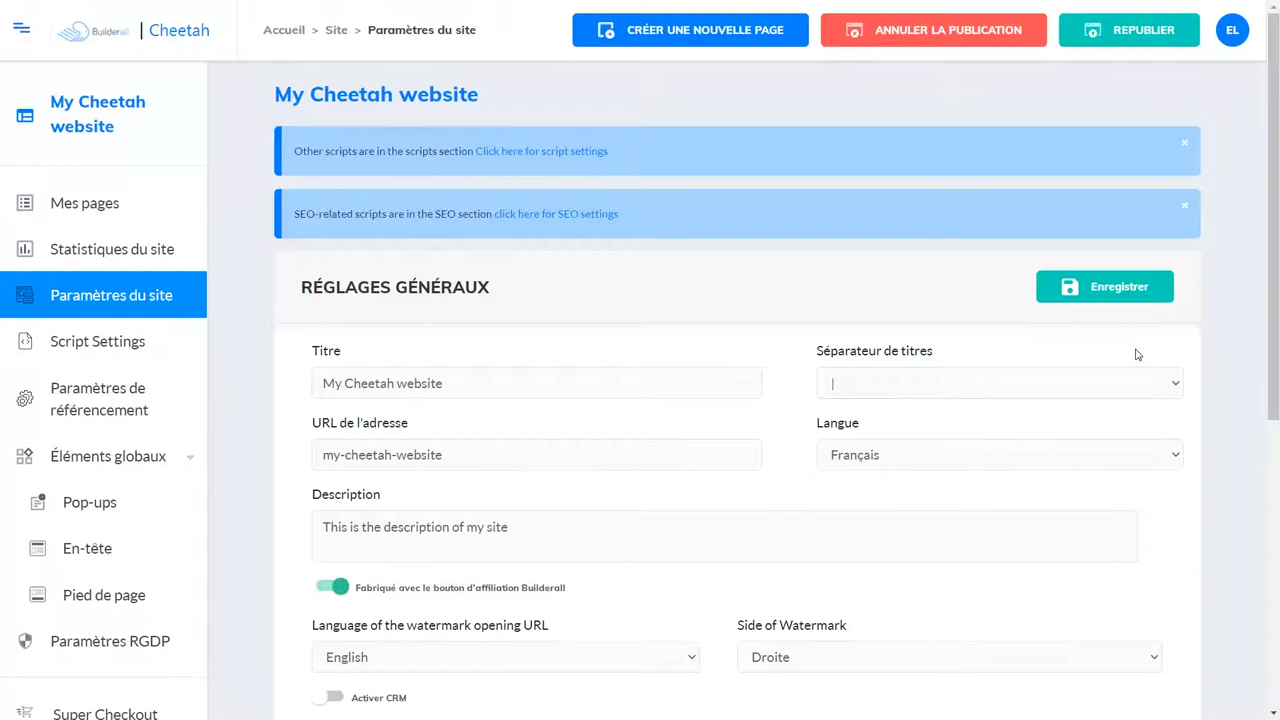 Builderall | Cheetah
Accueil > Site > Paramètres du site
CRÉER UNE NOUVELLE PAGE
ANNULER LA PUBLICATION
REPUBLIER
EL
My Cheetah
website
Mes pages
Statistiques du site
Paramètres du site
Script Settings
Paramètres de
référencement
Éléments globaux
Pop-ups
En-tête
Pied de page
Paramètres RGDP
Super Checkout
My Cheetah website
Other scripts are in the scripts section Click here for script settings
×
SEO-related scripts are in the SEO section click here for SEO settings
×
RÉGLAGES GÉNÉRAUX
Enregistrer
Titre
Séparateur de titres
My Cheetah website
|
URL de l'adresse
Langue
my-cheetah-website
Français
Description
This is the description of my site
Fabriqué avec le bouton d'affiliation Builderall
Language of the watermark opening URL
Side of Watermark
English
Droite
Activer CRM